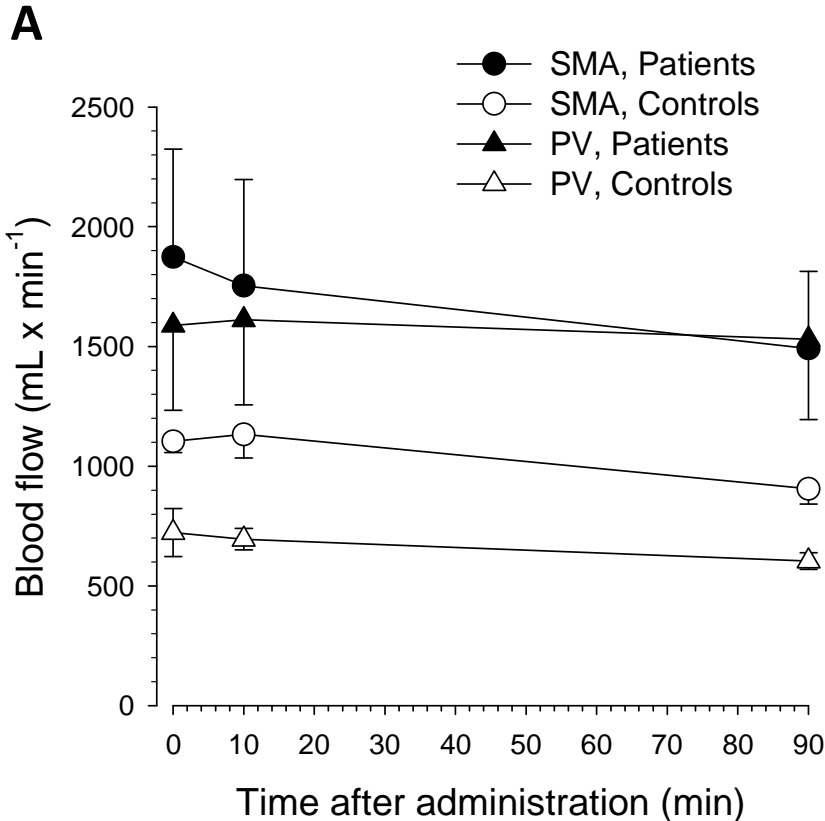 A
SMA, Patients
SMA, Controls
PV, Patients
PV, Controls
2500
2000
1500
1000
500
0
Blood flow (mL x min⁻¹)
0 10 20 30 40 50 60 70 80 90
Time after administration (min)